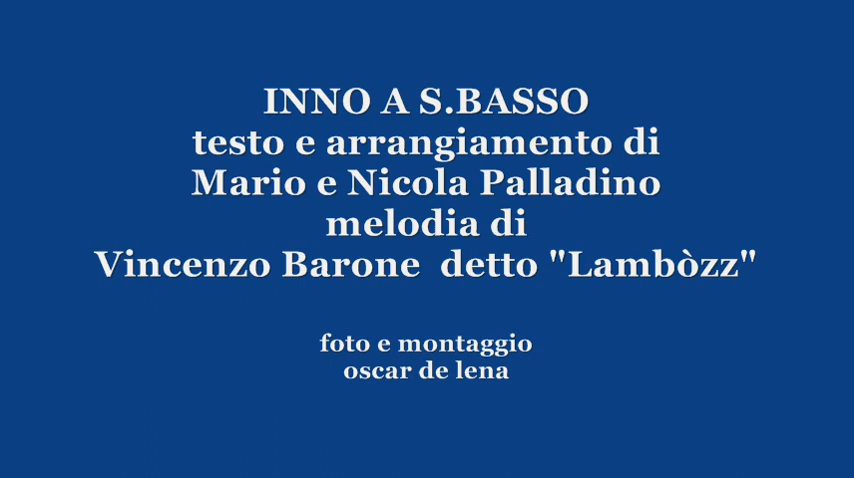 INNO A S.BASSO
testo e arrangiamento di
Mario e Nicola Palladino
melodia di
Vincenzo Barone  detto "Lambòzz"
foto e montaggio
oscar de lena